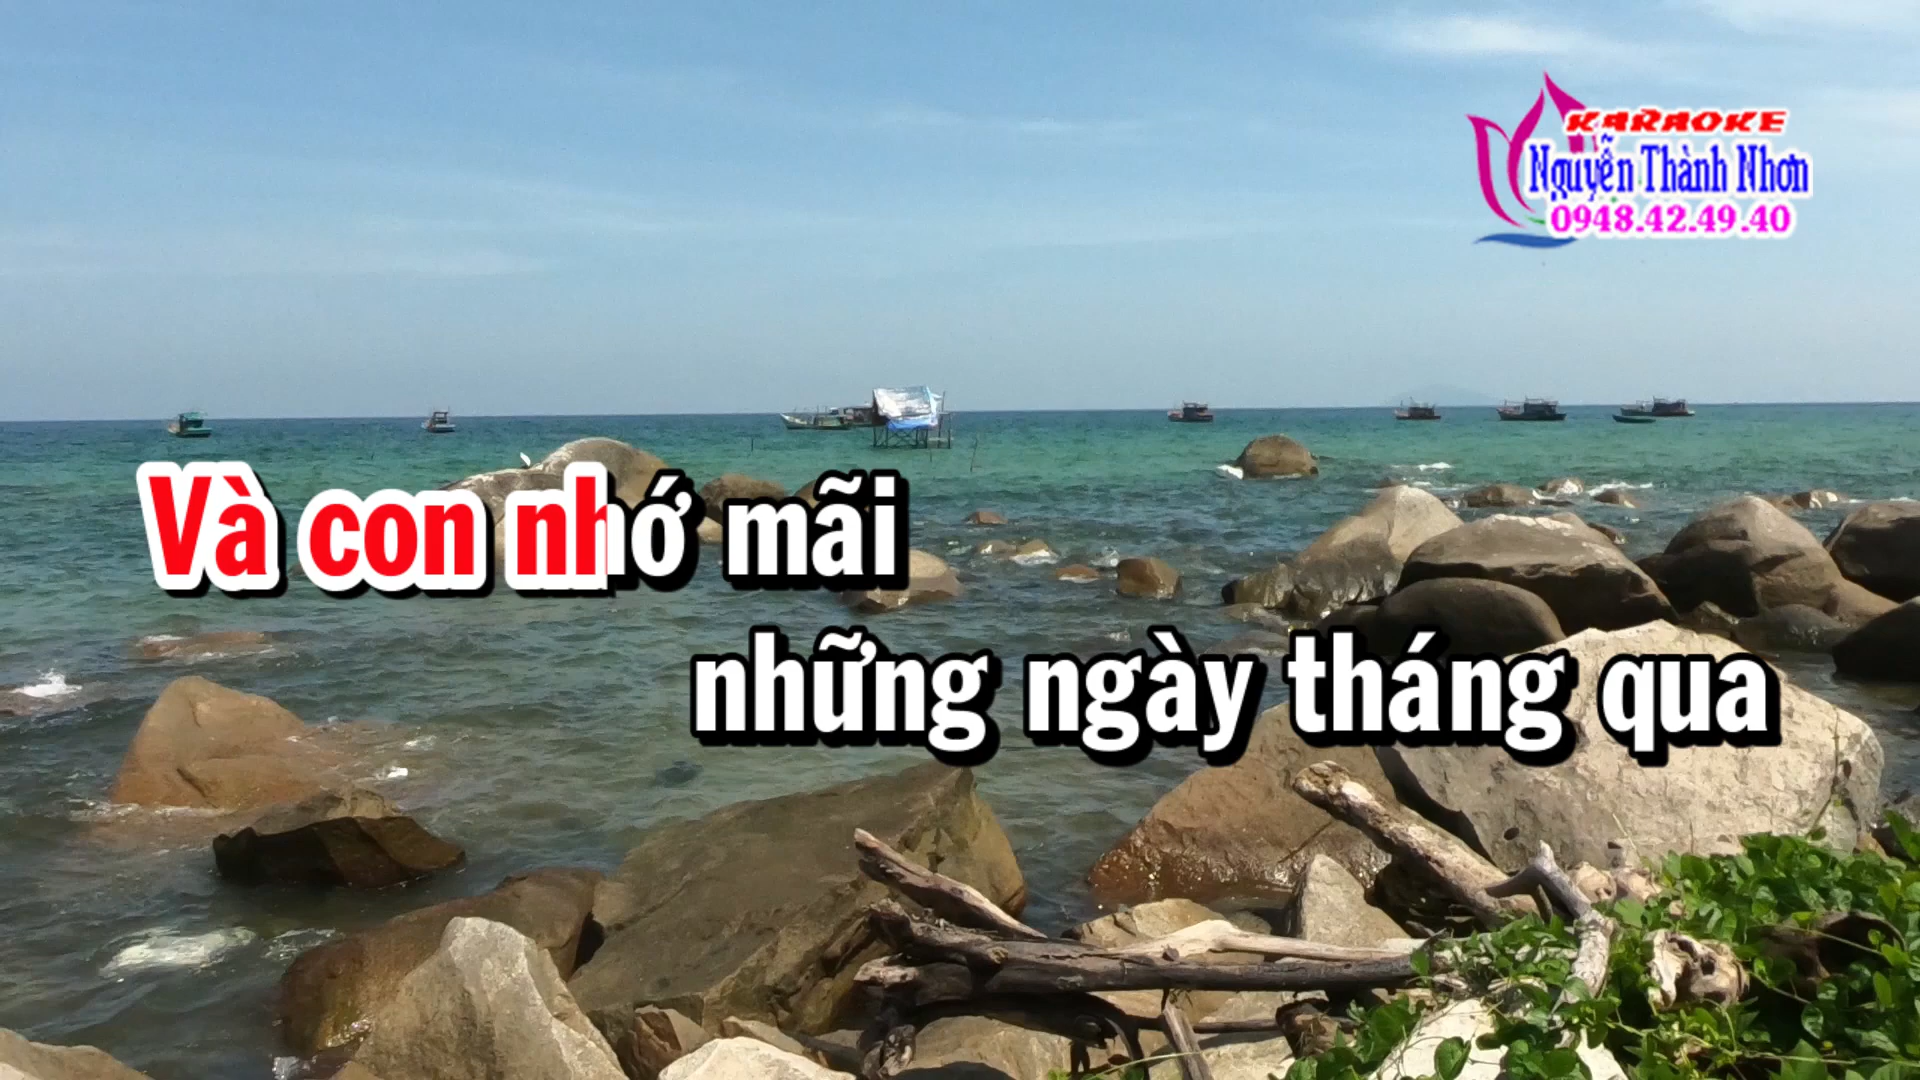 KARAOKE
Nguyễn Thành Nhơn
0948.42.49.40
Và con nhớ mãi
những ngày tháng qua